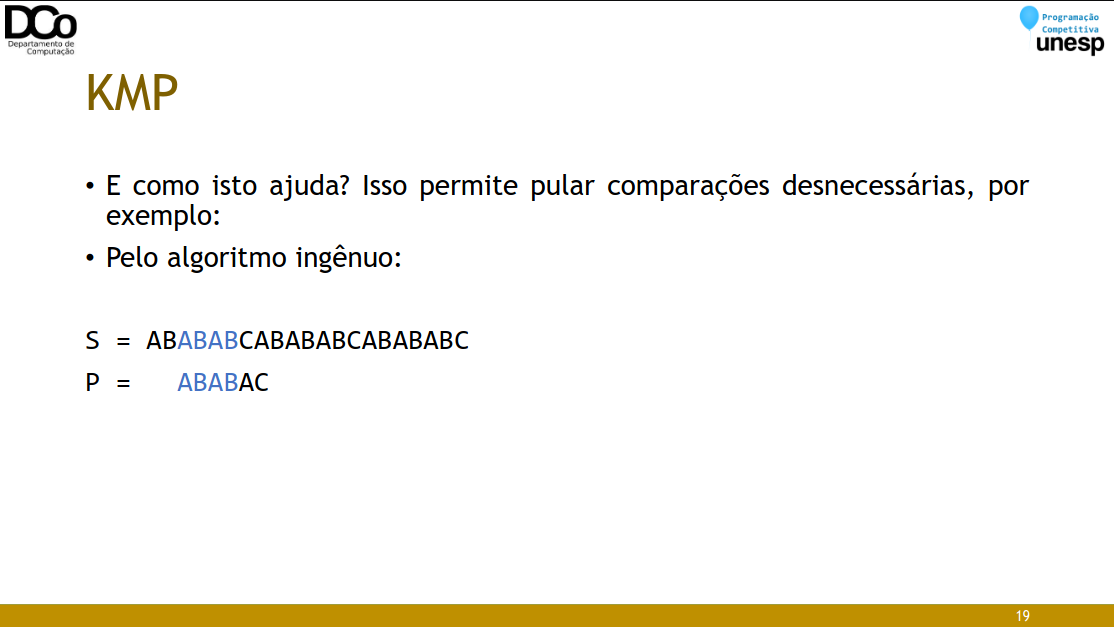 DCo
Departamento de
Computação
Programação
Competitiva
unesp
KMP
• E como isto ajuda? Isso permite pular comparações desnecessárias, por
exemplo:
• Pelo algoritmo ingênuo:
S = ABABABCABABABCABABABC
P = ABABAC
19